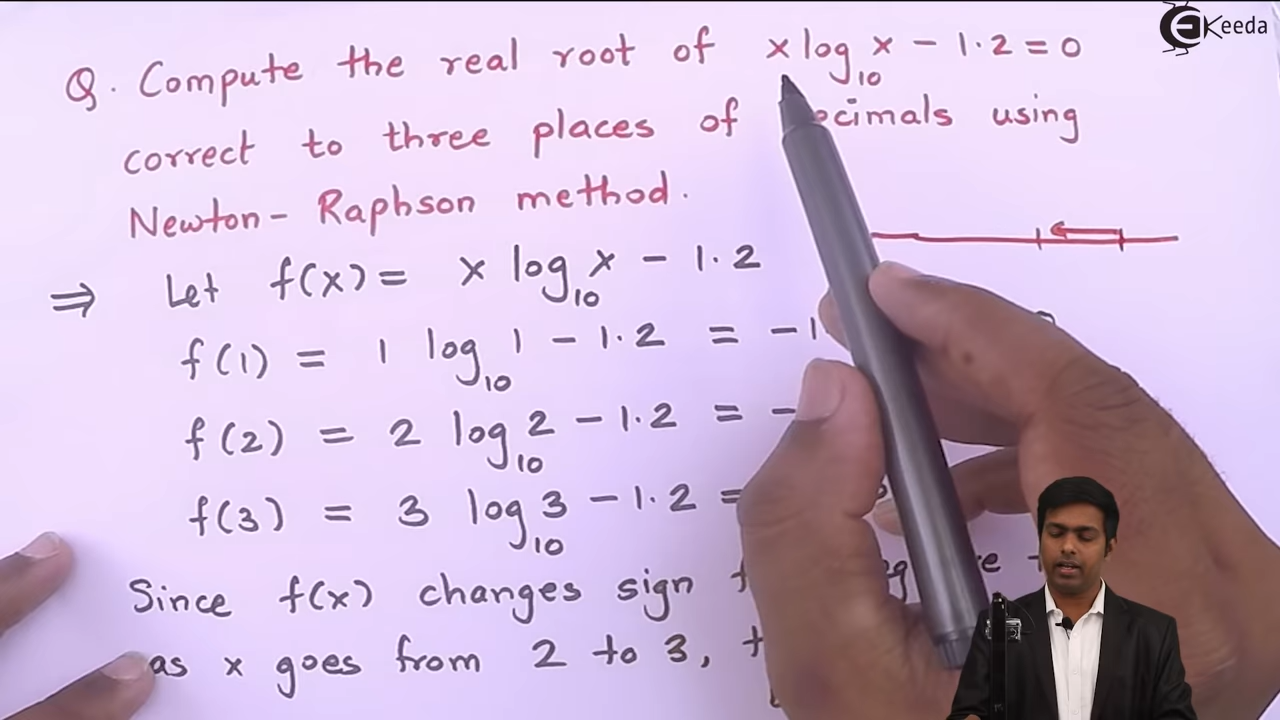 EKeeda
Q. Compute the real root of x log₁₀ x - 1.2 = 0
correct to three places of using
Newton- Raphson method.
⇒ Let f(x) = x log₁₀ x - 1.2
f(1) = 1 log₁₀ 1 - 1.2 = -1
f(2) = 2 log₁₀ 2 - 1.2 = -
f(3) = 3 log₁₀ 3 - 1.2 =
Since f(x) changes sign
as x goes from 2 to 3,